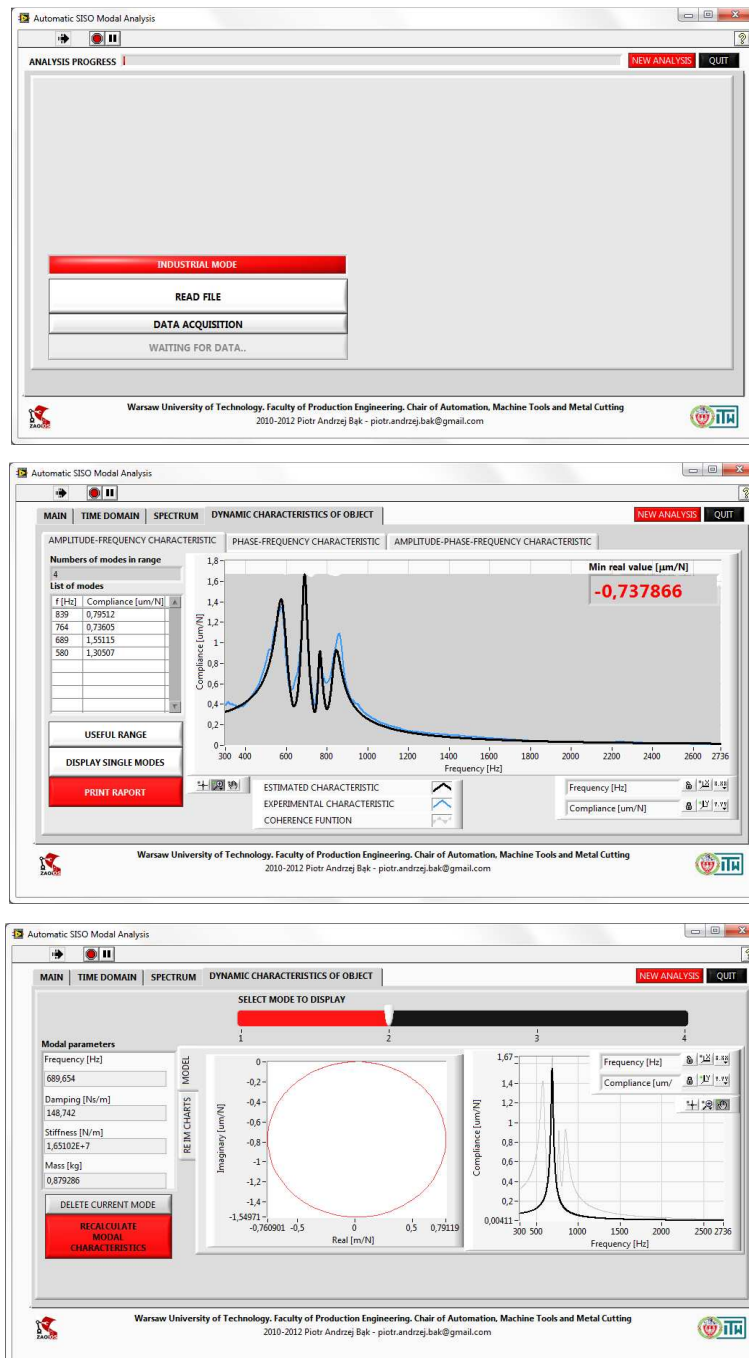 Automatic SISO Modal Analysis
ANALYSIS PROGRESS
NEW ANALYSIS
QUIT
INDUSTRIAL MODE
READ FILE
DATA ACQUISITION
WAITING FOR DATA..
Warsaw University of Technology. Faculty of Production Engineering. Chair of Automation, Machine Tools and Metal Cutting
2010-2012 Piotr Andrzej Bąk - piotr.andrzej.bak@gmail.com
Automatic SISO Modal Analysis
MAIN TIME DOMAIN SPECTRUM DYNAMIC CHARACTERISTICS OF OBJECT
NEW ANALYSIS
QUIT
AMPLITUDE-FREQUENCY CHARACTERISTIC PHASE-FREQUENCY CHARACTERISTIC AMPLITUDE-PHASE-FREQUENCY CHARACTERISTIC
Numbers of modes in range
4
List of modes
f [Hz] Compliance [um/N]
839 0,79512
764 0,73605
689 1,55115
580 1,30507
USEFUL RANGE
DISPLAY SINGLE MODES
PRINT RAPORT
Compliance [um/N]
1,8
1,6
1,4
1,2
1
0,8
0,6
0,4
0,2
0
300 400 600 800 1000 1200 1400 1600 1800 2000 2200 2400 2600 2736
Frequency [Hz]
Min real value [µm/N]
-0,737866
ESTIMATED CHARACTERISTIC
EXPERIMENTAL CHARACTERISTIC
COHERENCE FUNTION
Frequency [Hz]
Compliance [um/N]
Warsaw University of Technology. Faculty of Production Engineering. Chair of Automation, Machine Tools and Metal Cutting
2010-2012 Piotr Andrzej Bąk - piotr.andrzej.bak@gmail.com
Automatic SISO Modal Analysis
MAIN TIME DOMAIN SPECTRUM DYNAMIC CHARACTERISTICS OF OBJECT
NEW ANALYSIS
QUIT
SELECT MODE TO DISPLAY
1 2 3 4
Modal parameters
Frequency [Hz]
689,654
Damping [Ns/m]
148,742
Stiffness [N/m]
1,65102E+7
Mass [kg]
0,879286
DELETE CURRENT MODE
RECALCULATE
MODAL
CHARACTERISTICS
MODEL
RE IM CHARTS
Imaginary [um/N]
0
-0,2
-0,4
-0,6
-0,8
-1
-1,2
-1,4
-1,54971
-0,760901 -0,5 0 0,5 0,79119
Real [m/N]
Compliance [um/N]
1,67
1,4
1,2
1
0,8
0,6
0,4
0,2
0,00411
300 500 1000 1500 2000 2500 2736
Frequency [Hz]
Frequency [Hz]
Compliance [um/
Warsaw University of Technology. Faculty of Production Engineering. Chair of Automation, Machine Tools and Metal Cutting
2010-2012 Piotr Andrzej Bąk - piotr.andrzej.bak@gmail.com